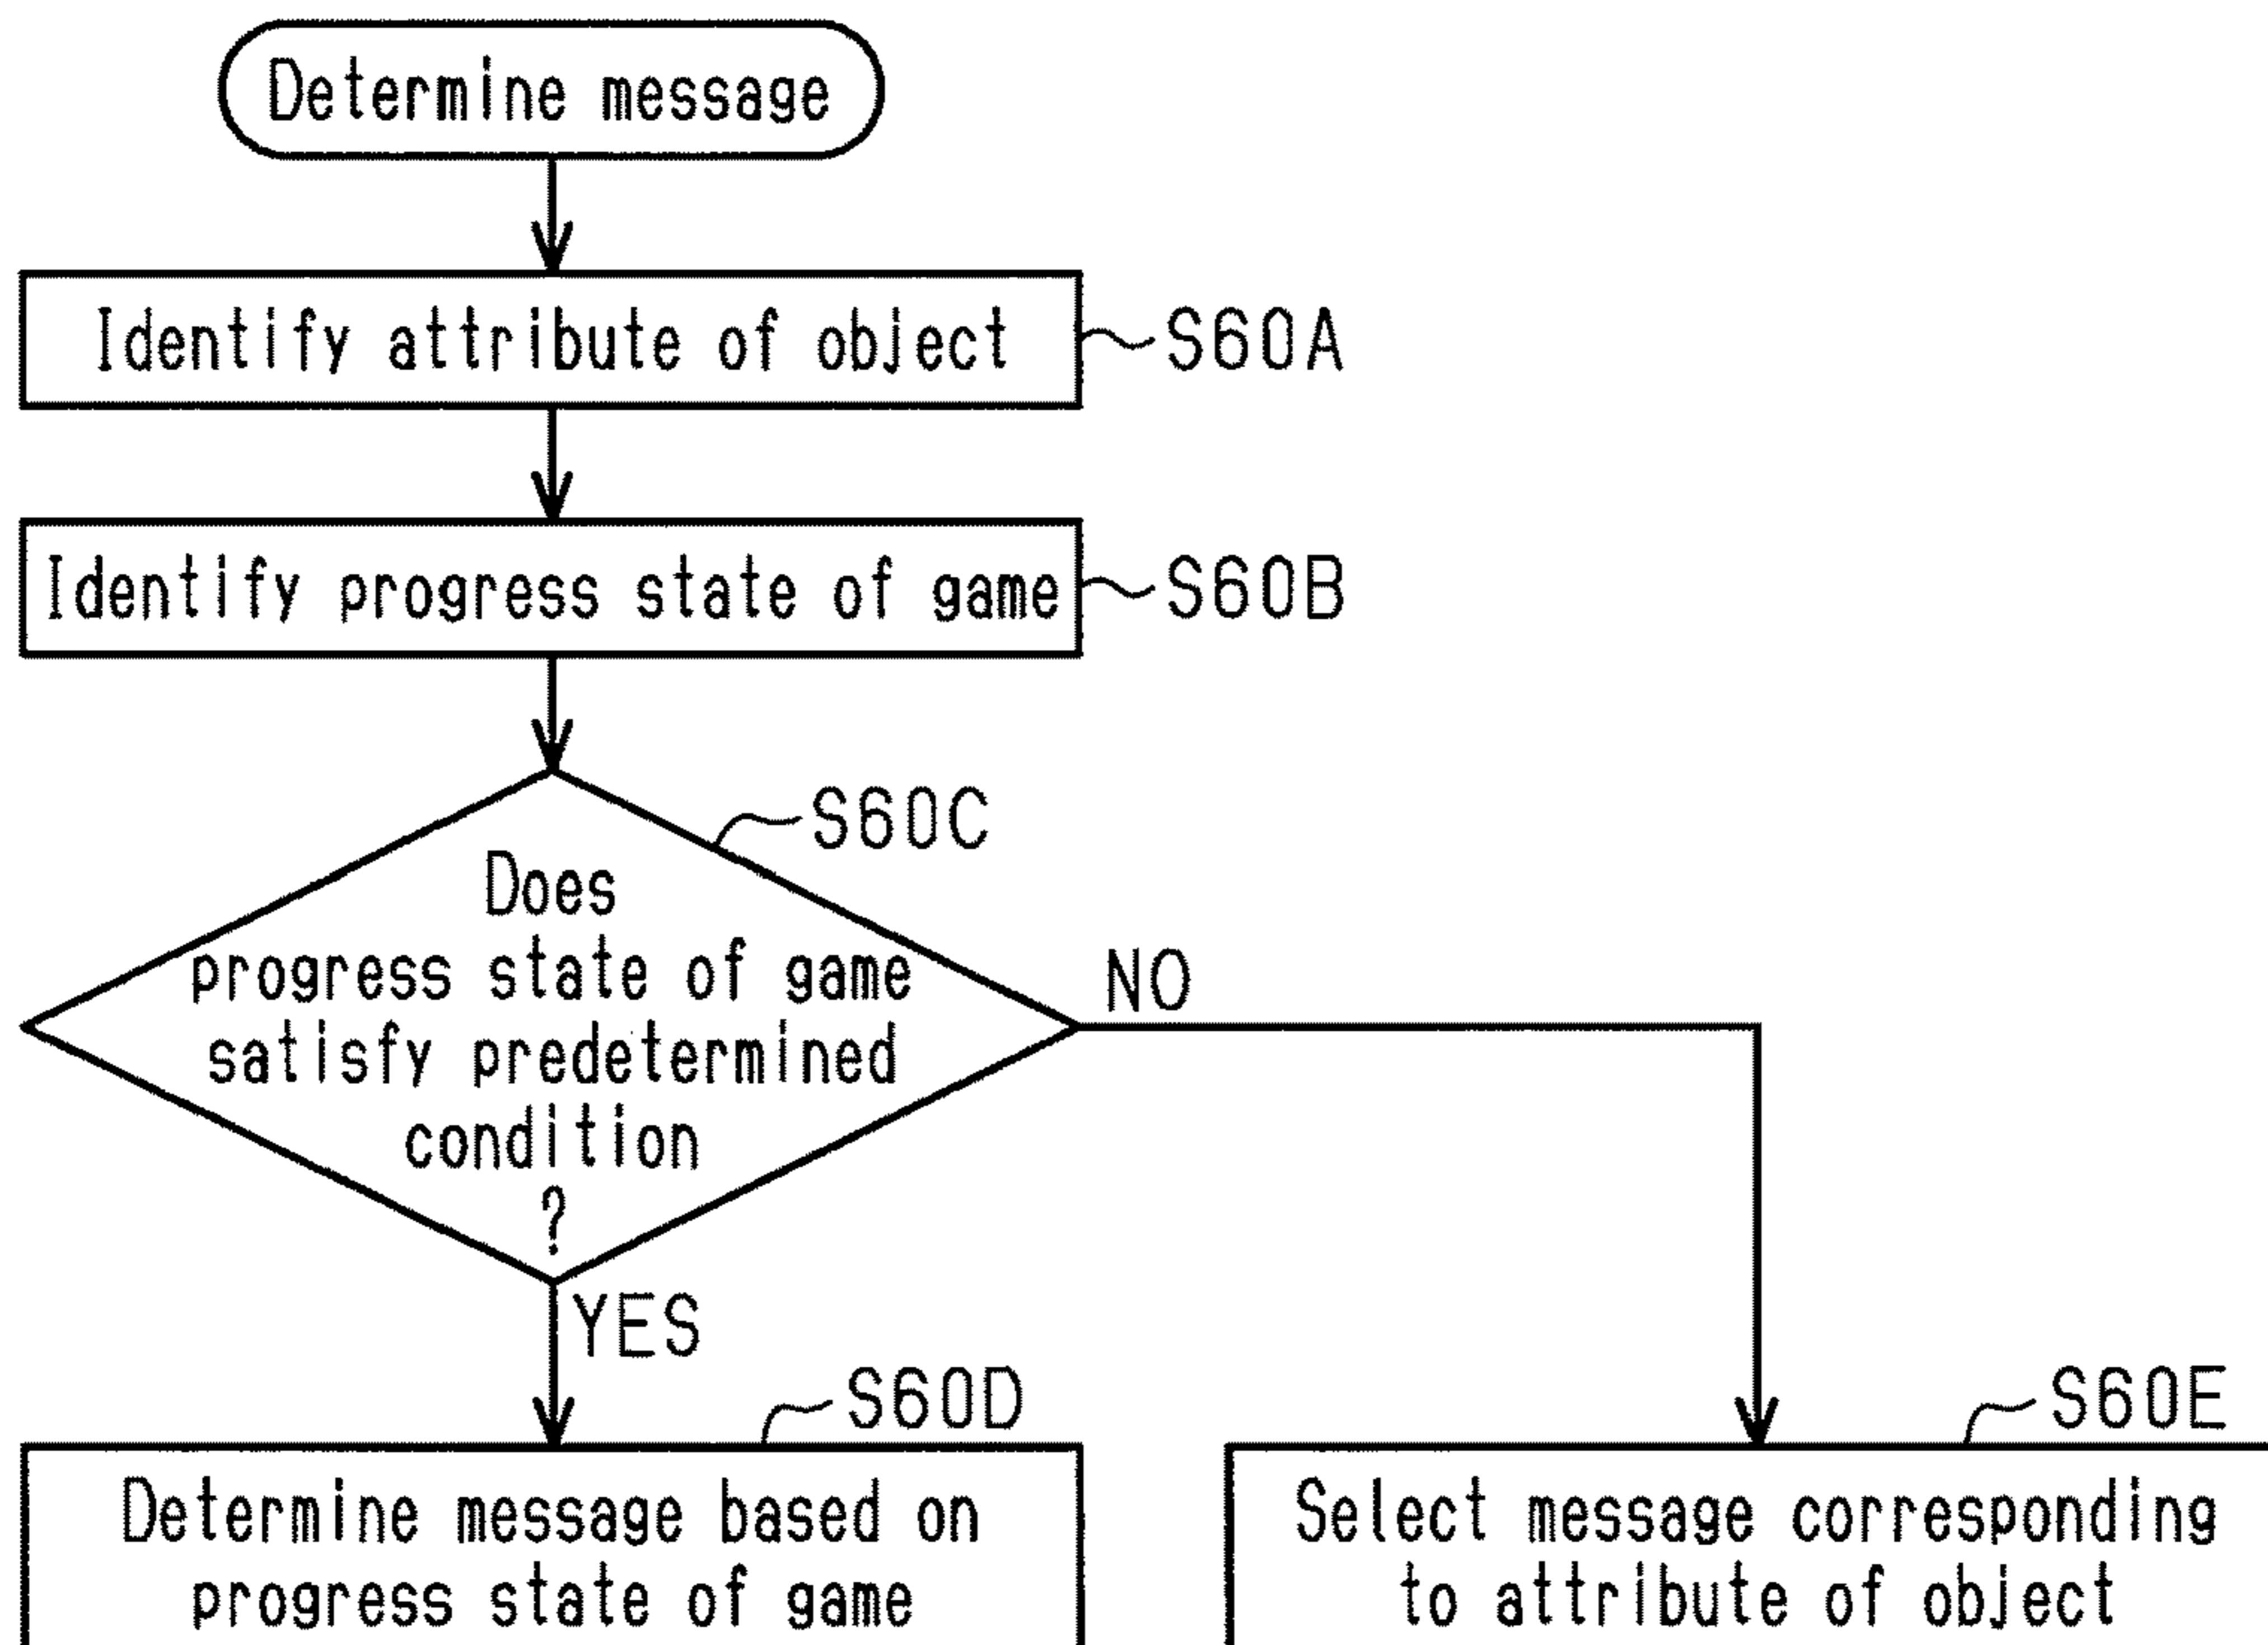 Determine message
Identify attribute of object
S60A
Identify progress state of game
S60B
S60C
Does
progress state of game
satisfy predetermined
condition
?
NO
YES
S60D
Determine message based on
progress state of game
S60E
Select message corresponding
to attribute of object